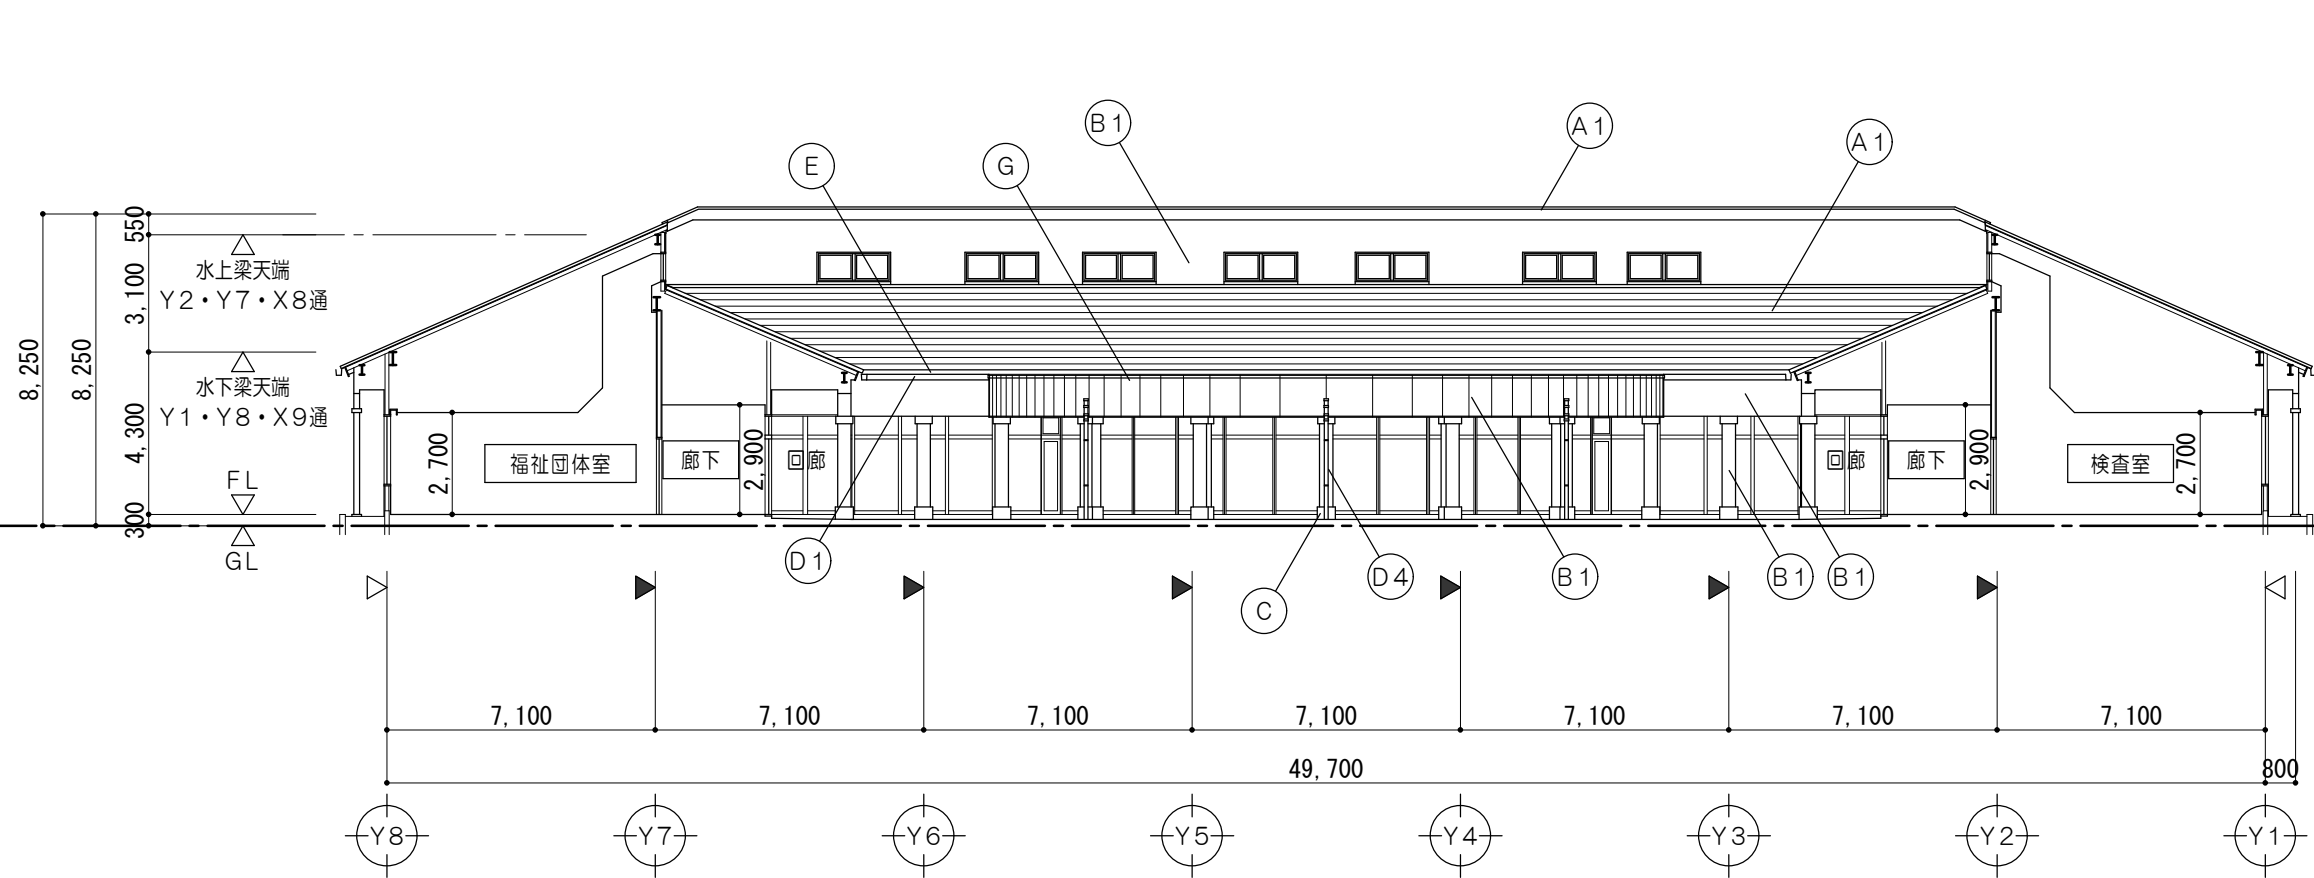 B1
A1
A1
E
G
550
水上梁天端
Y2・Y7・X8通
3,100
8,250
8,250
水下梁天端
Y1・Y8・X9通
4,300
FL
300
GL
2,700
福祉団体室
廊下
2,900
回廊
回廊
廊下
2,900
検査室
2,700
D1
C
D4
B1
B1
B1
7,100
7,100
7,100
7,100
7,100
7,100
7,100
49,700
800
Y8
Y7
Y6
Y5
Y4
Y3
Y2
Y1